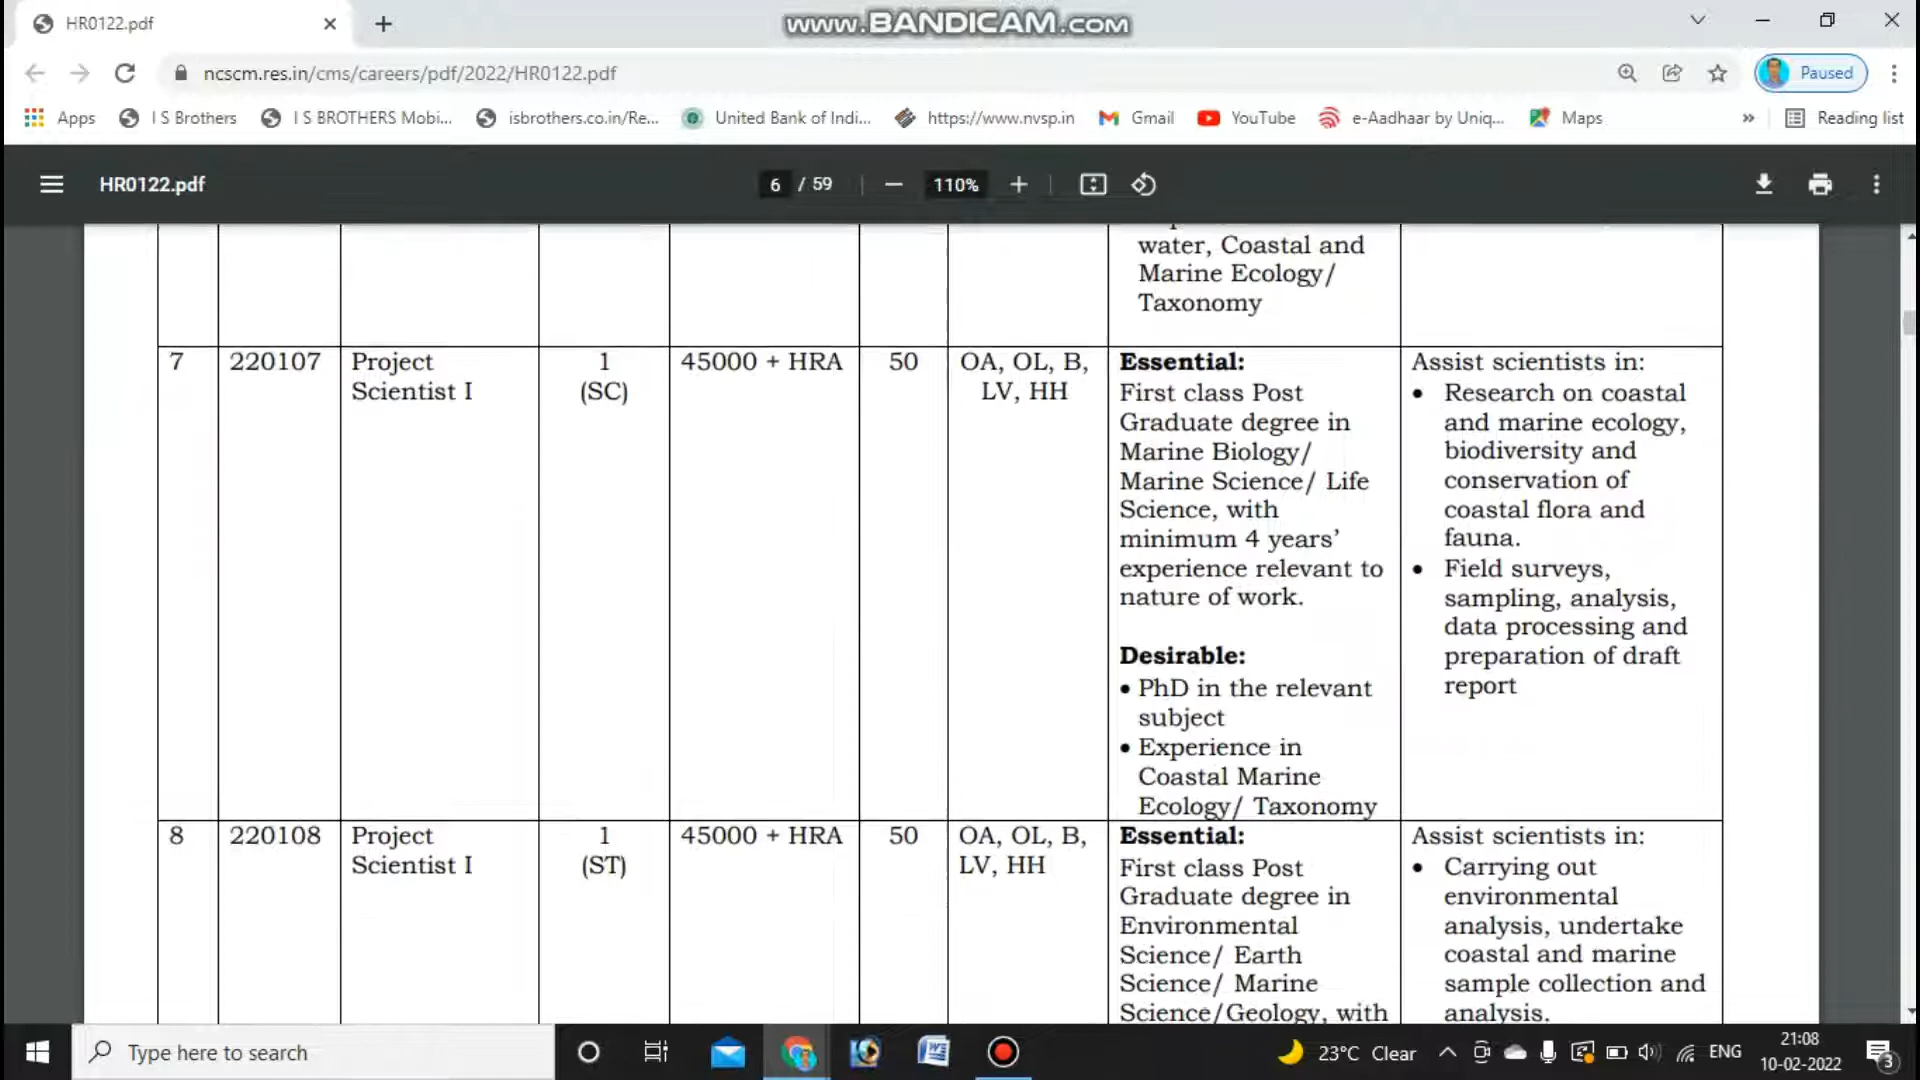 HR0122.pdf
www.BANDICAM.com
ncscm.res.in/cms/careers/pdf/2022/HR0122.pdf
Paused
Apps
I S Brothers
I S BROTHERS Mobi...
isbrothers.co.in/Re...
United Bank of Indi...
https://www.nvsp.in
Gmail
YouTube
e-Aadhaar by Uniq...
Maps
»
Reading list
HR0122.pdf
6 / 59
110%
water, Coastal and
Marine Ecology/
Taxonomy
7
220107
Project
Scientist I
1
(SC)
45000 + HRA
50
OA, OL, B,
LV, HH
Essential:
First class Post
Graduate degree in
Marine Biology/
Marine Science/ Life
Science, with
minimum 4 years’
experience relevant to
nature of work.
Desirable:
• PhD in the relevant
subject
• Experience in
Coastal Marine
Ecology/ Taxonomy
Assist scientists in:
• Research on coastal
and marine ecology,
biodiversity and
conservation of
coastal flora and
fauna.
• Field surveys,
sampling, analysis,
data processing and
preparation of draft
report
8
220108
Project
Scientist I
1
(ST)
45000 + HRA
50
OA, OL, B,
LV, HH
Essential:
First class Post
Graduate degree in
Environmental
Science/ Earth
Science/ Marine
Science/Geology, with
Assist scientists in:
• Carrying out
environmental
analysis, undertake
coastal and marine
sample collection and
analysis.
Type here to search
23°C Clear
ENG
21:08
10-02-2022
3